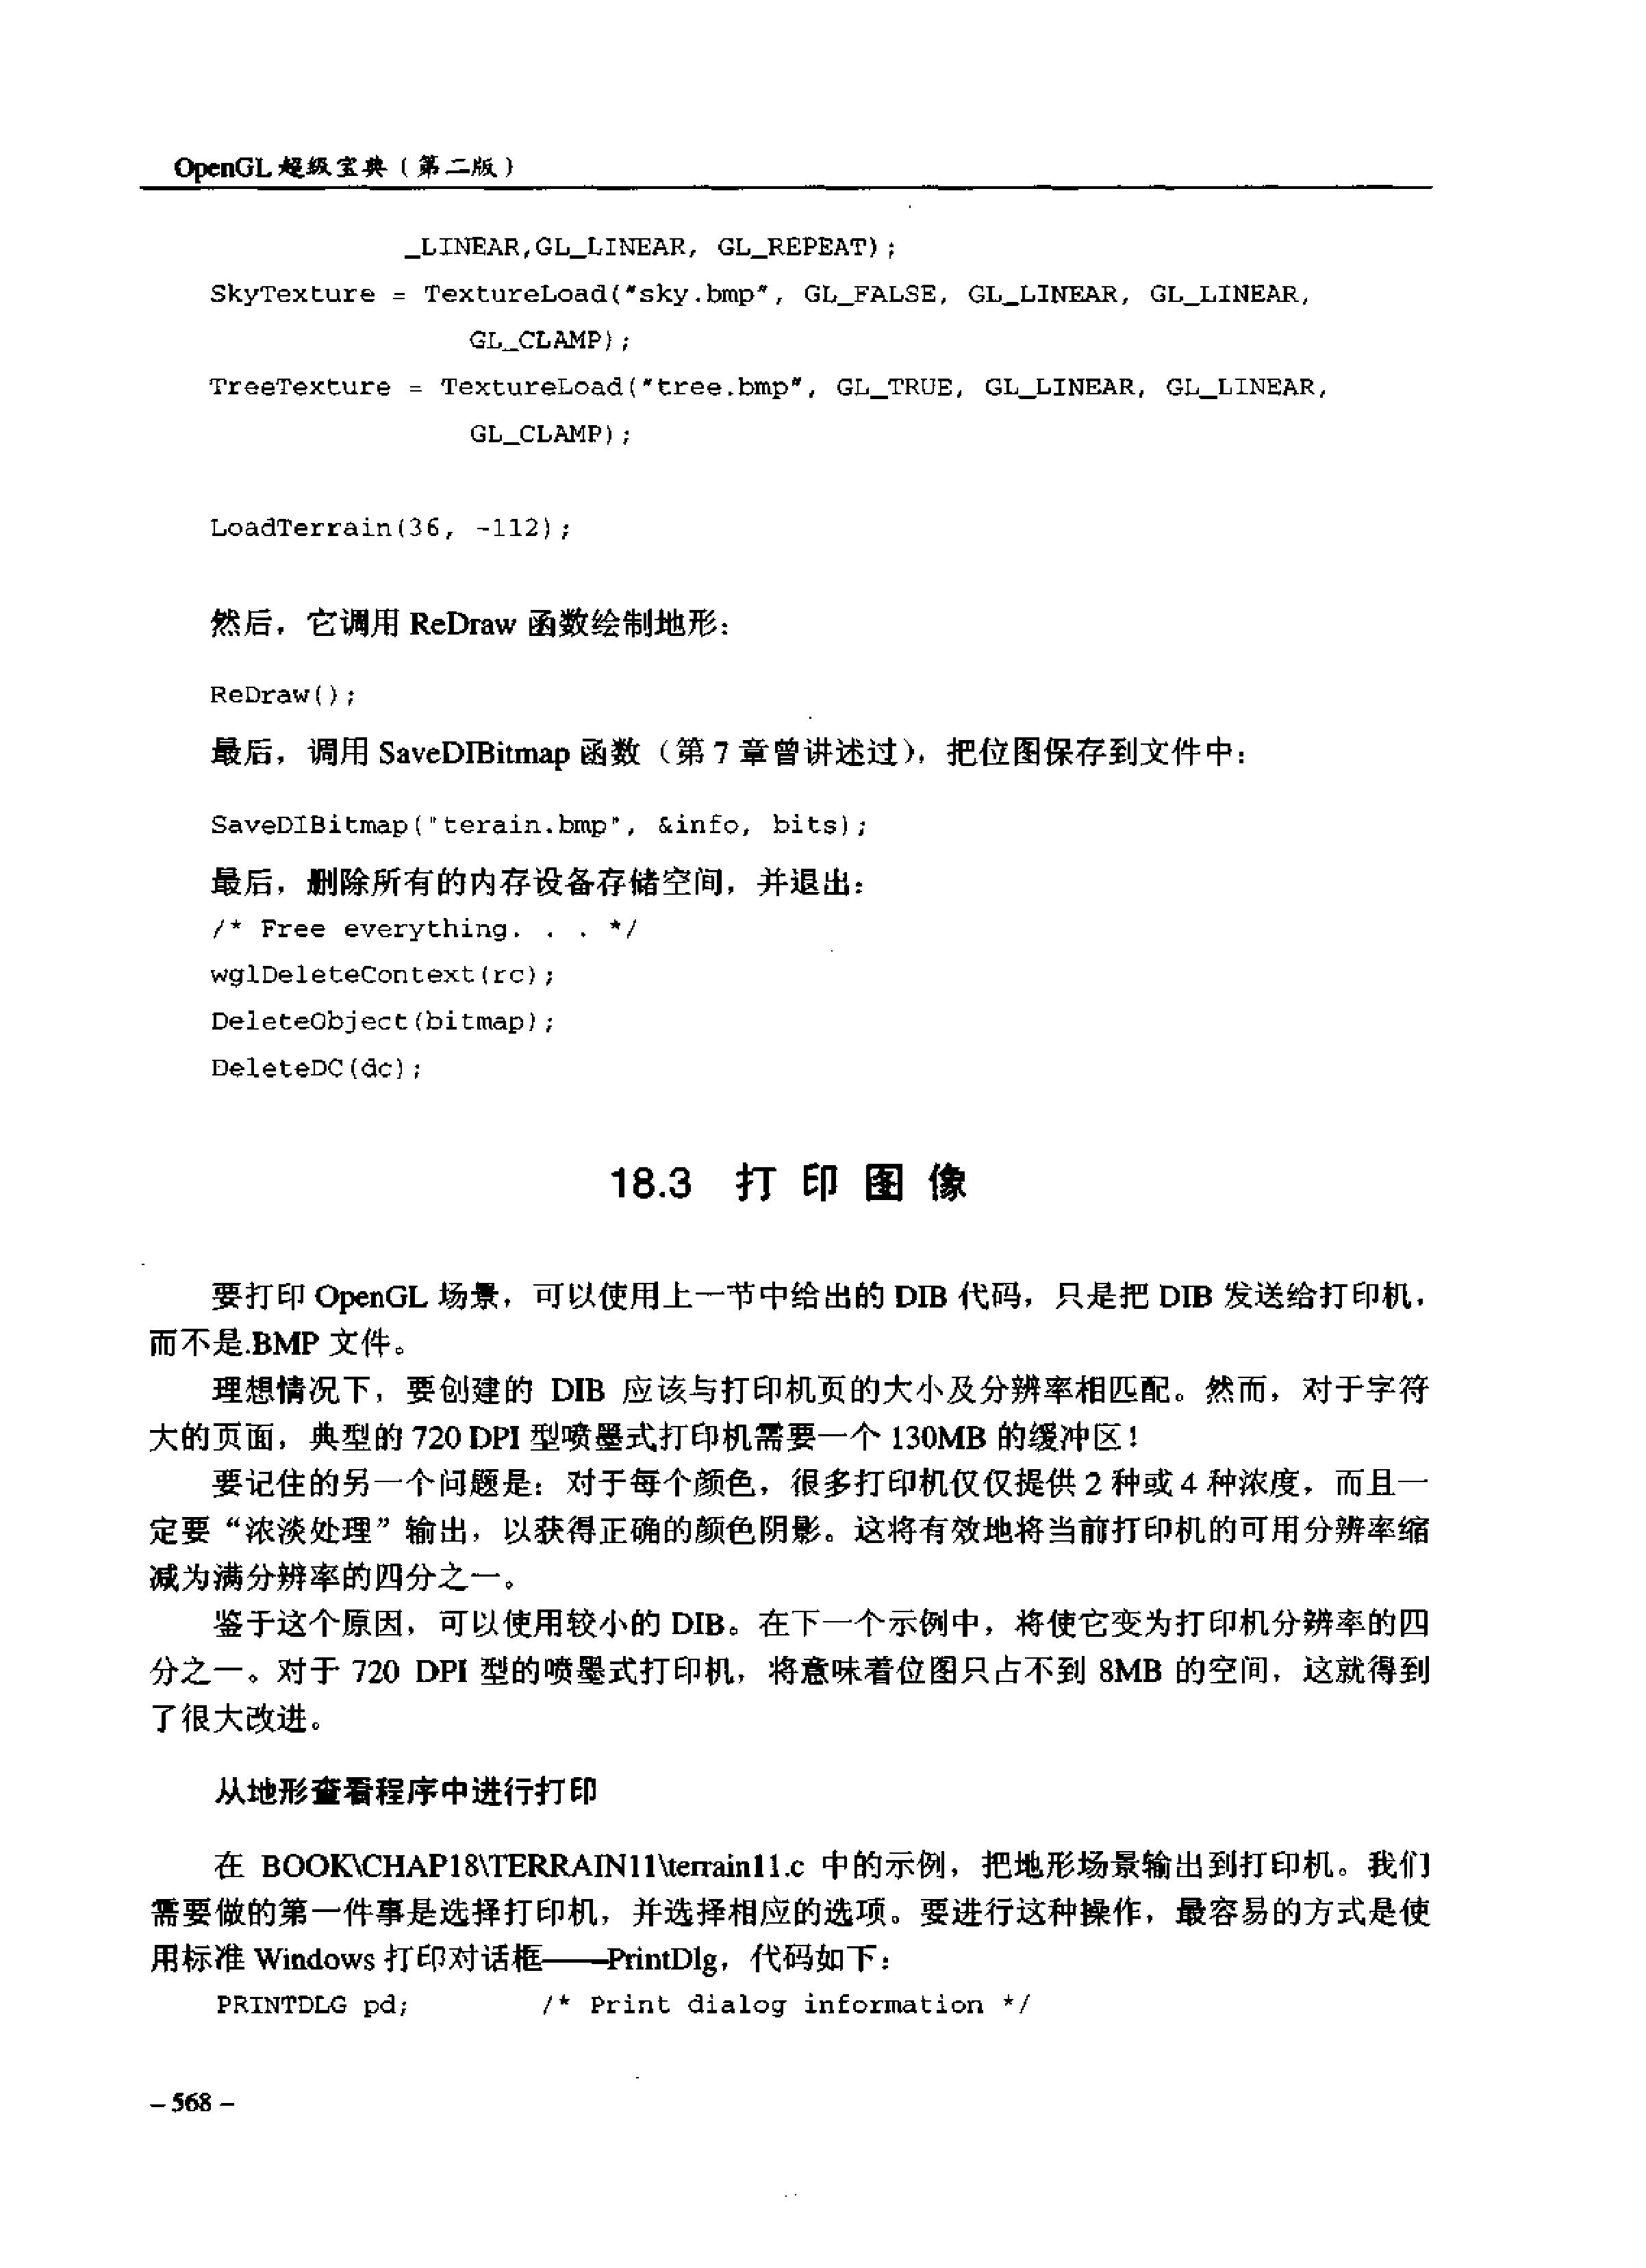 OpenGL 超级宝典（第二版）
_LINEAR,GL_LINEAR, GL_REPEAT);
SkyTexture = TextureLoad("sky.bmp", GL_FALSE, GL_LINEAR, GL_LINEAR,
GL_CLAMP);
TreeTexture = TextureLoad("tree.bmp", GL_TRUE, GL_LINEAR, GL_LINEAR,
GL_CLAMP);
LoadTerrain(36, -112);
然后，它调用 ReDraw 函数绘制地形：
ReDraw();
最后，调用 SaveDIBitmap 函数（第 7 章曾讲述过），把位图保存到文件中：
SaveDIBitmap("terain.bmp", &info, bits);
最后，删除所有的内存设备存储空间，并退出：
/* Free everything. . . */
wglDeleteContext(rc);
DeleteObject(bitmap);
DeleteDC(dc);
18.3 打 印 图 像
要打印 OpenGL 场景，可以使用上一节中给出的 DIB 代码，只是把 DIB 发送给打印机，
而不是.BMP 文件。
理想情况下，要创建的 DIB 应该与打印机页的大小及分辨率相匹配。然而，对于字符
大的页面，典型的 720 DPI 型喷墨式打印机需要一个 130MB 的缓冲区！
要记住的另一个问题是：对于每个颜色，很多打印机仅仅提供 2 种或 4 种浓度，而且一
定要“浓淡处理”输出，以获得正确的颜色阴影。这将有效地将当前打印机的可用分辨率缩
减为满分辨率的四分之一。
鉴于这个原因，可以使用较小的 DIB。在下一个示例中，将使它变为打印机分辨率的四
分之一。对于 720 DPI 型的喷墨式打印机，将意味着位图只占不到 8MB 的空间，这就得到
了很大改进。
从地形查看程序中进行打印
在 BOOK\CHAP18\TERRAIN11\terrain11.c 中的示例，把地形场景输出到打印机。我们
需要做的第一件事是选择打印机，并选择相应的选项。要进行这种操作，最容易的方式是使
用标准 Windows 打印对话框——PrintDlg，代码如下：
PRINTDLG pd; /* Print dialog information */
– 568 –